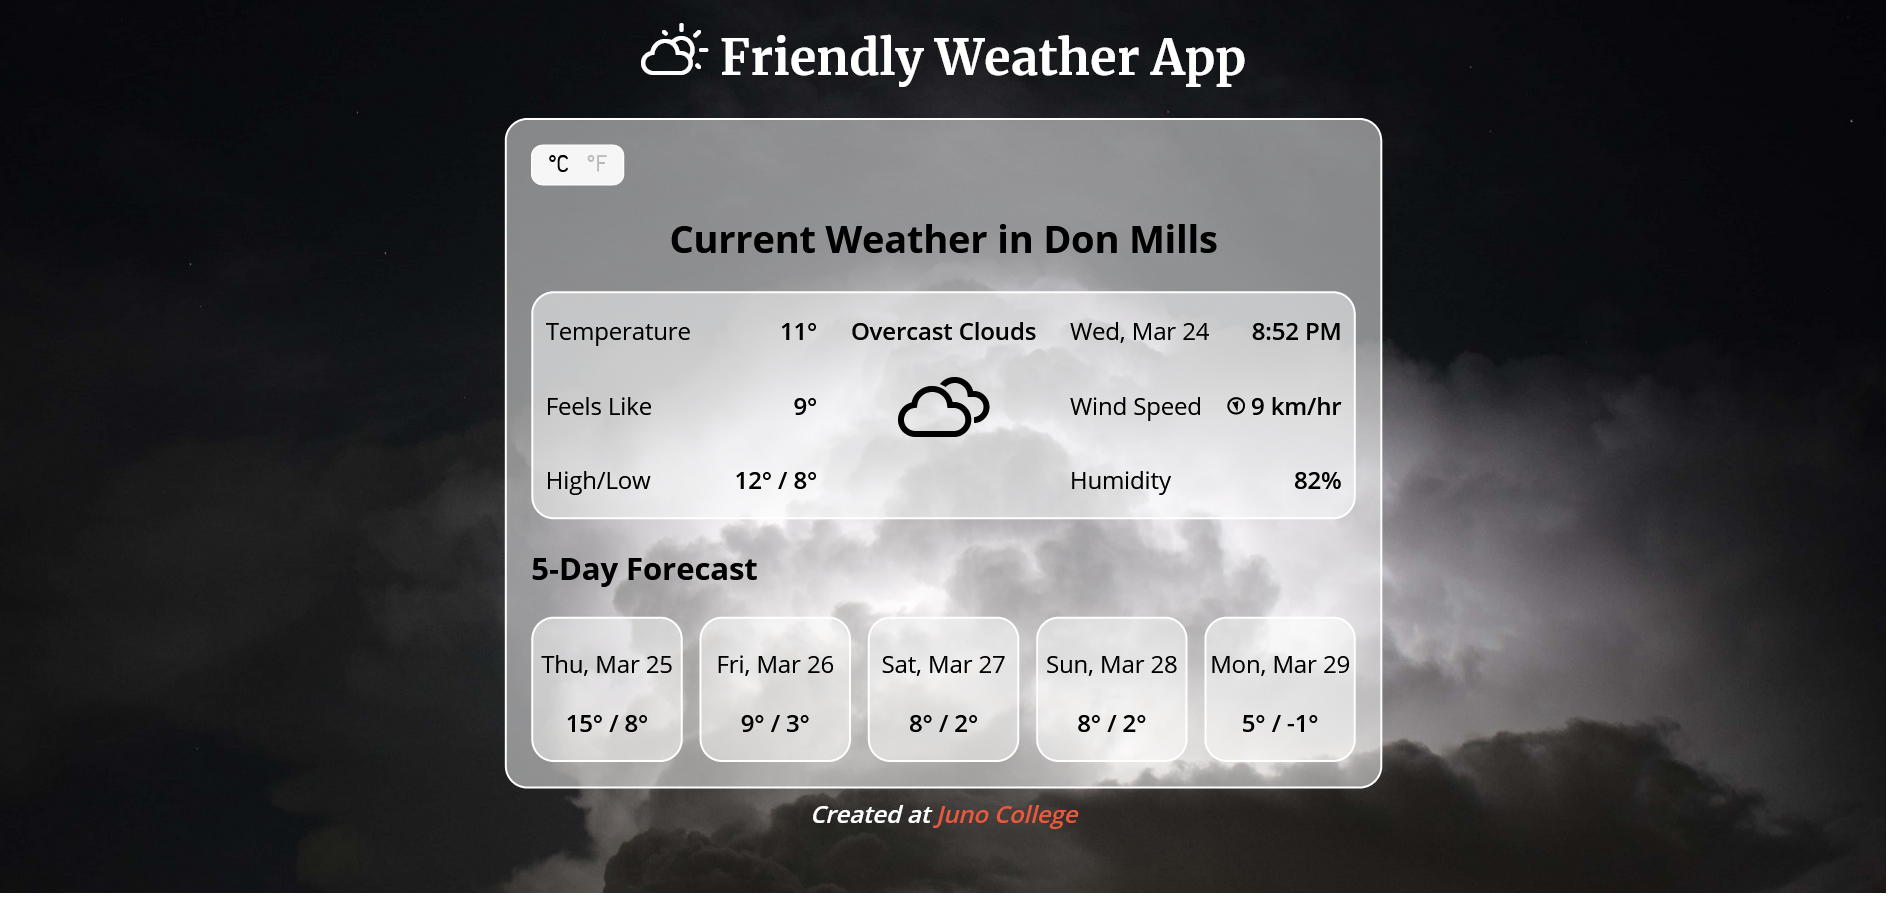 Friendly Weather App
°C °F
Current Weather in Don Mills
Temperature 11° Overcast Clouds Wed, Mar 24 8:52 PM
Feels Like 9° Wind Speed 9 km/hr
High/Low 12° / 8° Humidity 82%
5-Day Forecast
Thu, Mar 25 Fri, Mar 26 Sat, Mar 27 Sun, Mar 28 Mon, Mar 29
15° / 8° 9° / 3° 8° / 2° 8° / 2° 5° / -1°
Created at Juno College